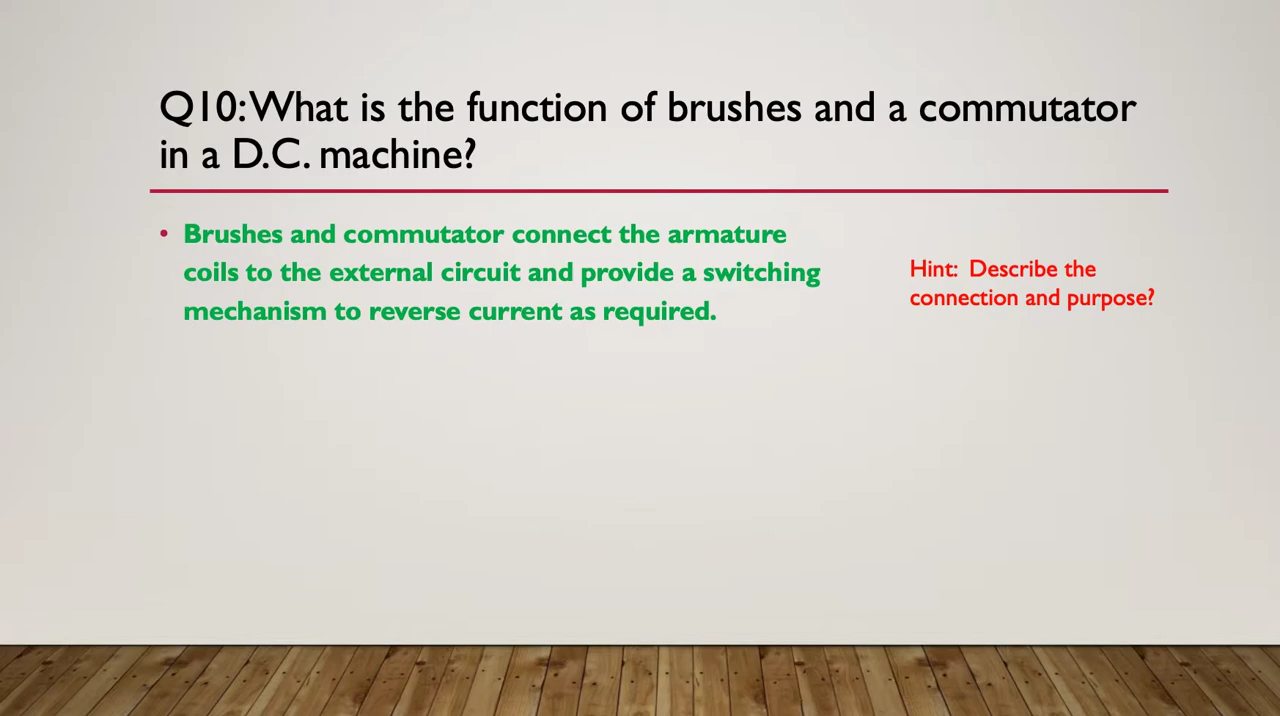 Q10: What is the function of brushes and a commutator
in a D.C. machine?
• Brushes and commutator connect the armature
coils to the external circuit and provide a switching
mechanism to reverse current as required.
Hint:  Describe the
connection and purpose?